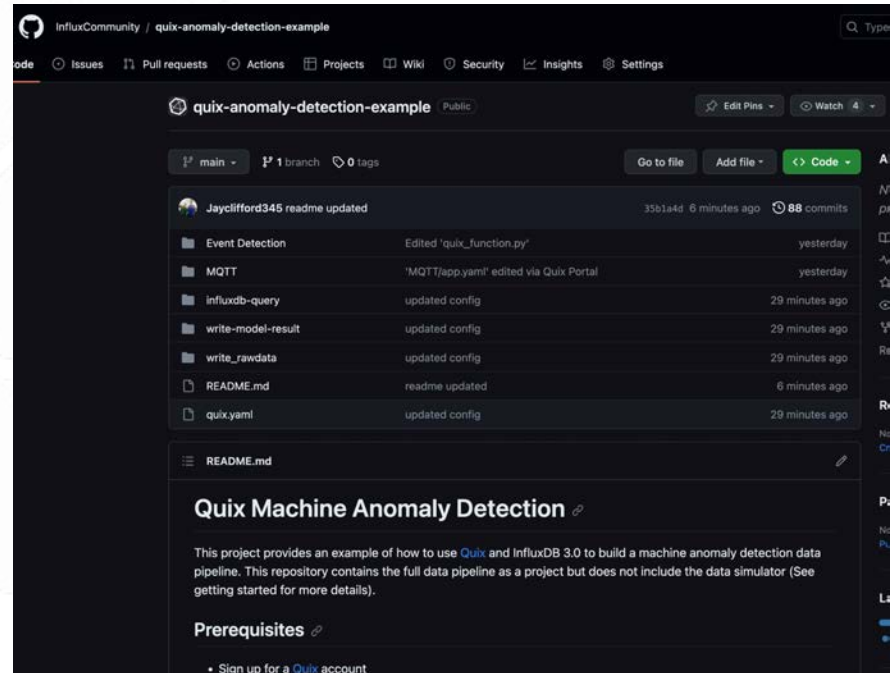 InfluxCommunity / quix-anomaly-detection-example
Issues Pull requests Actions Projects Wiki Security Insights Settings
quix-anomaly-detection-example Public Edit Pins Watch 4
main 1 branch 0 tags Go to file Add file <> Code
Jayclifford345 readme updated 35b1a4d 6 minutes ago 88 commits
Event Detection Edited 'quix_function.py' yesterday
MQTT 'MQTT/app.yaml' edited via Quix Portal yesterday
influxdb-query updated config 29 minutes ago
write-model-result updated config 29 minutes ago
write_rawdata updated config 29 minutes ago
README.md readme updated 6 minutes ago
quix.yaml updated config 29 minutes ago
README.md
Quix Machine Anomaly Detection
This project provides an example of how to use Quix and InfluxDB 3.0 to build a machine anomaly detection data
pipeline. This repository contains the full data pipeline as a project but does not include the data simulator (See
getting started for more details).
Prerequisites
• Sign up for a Quix account